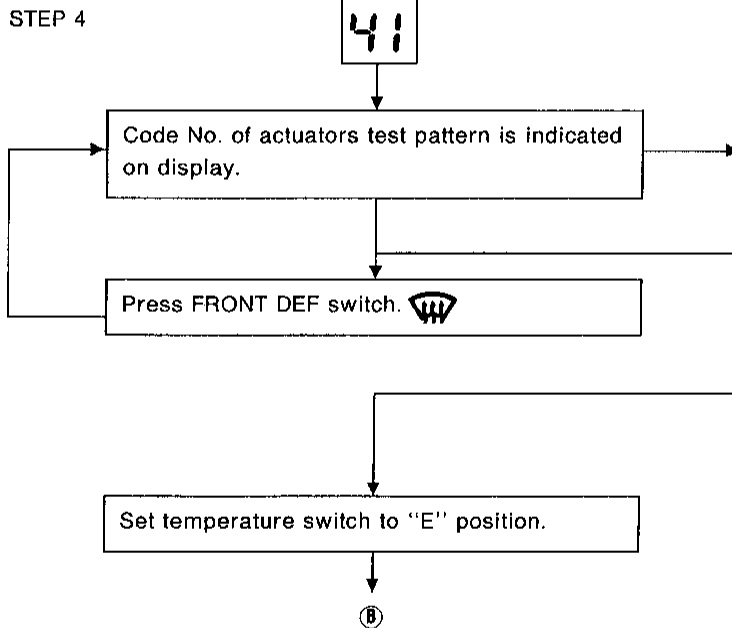 STEP 4
41
Code No. of actuators test pattern is indicated
on display.
Press FRONT DEF switch.
Set temperature switch to "E" position.
B